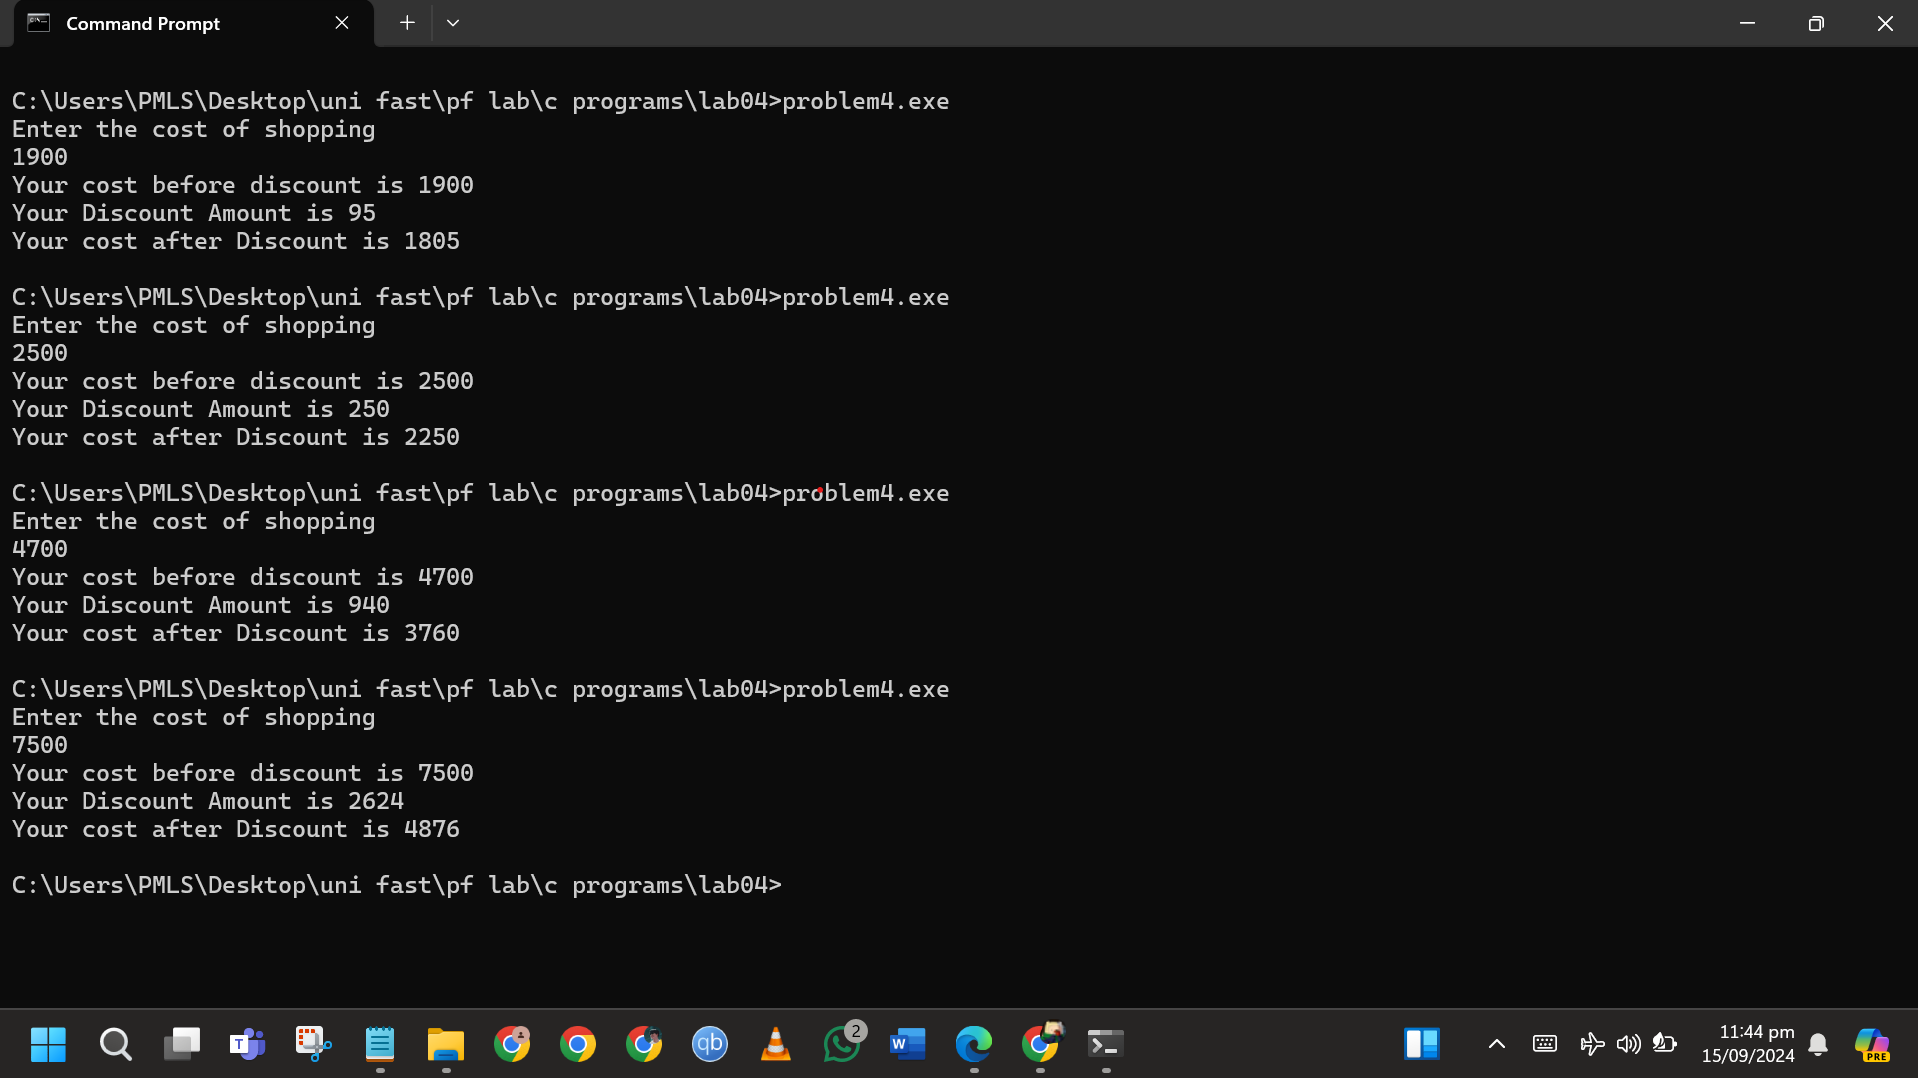 Command Prompt
C:\Users\PMLS\Desktop\uni fast\pf lab\c programs\lab04>problem4.exe
Enter the cost of shopping
1900
Your cost before discount is 1900
Your Discount Amount is 95
Your cost after Discount is 1805
C:\Users\PMLS\Desktop\uni fast\pf lab\c programs\lab04>problem4.exe
Enter the cost of shopping
2500
Your cost before discount is 2500
Your Discount Amount is 250
Your cost after Discount is 2250
C:\Users\PMLS\Desktop\uni fast\pf lab\c programs\lab04>problem4.exe
Enter the cost of shopping
4700
Your cost before discount is 4700
Your Discount Amount is 940
Your cost after Discount is 3760
C:\Users\PMLS\Desktop\uni fast\pf lab\c programs\lab04>problem4.exe
Enter the cost of shopping
7500
Your cost before discount is 7500
Your Discount Amount is 2624
Your cost after Discount is 4876
C:\Users\PMLS\Desktop\uni fast\pf lab\c programs\lab04>
T
qb
2
W
11:44 pm
15/09/2024
PRE